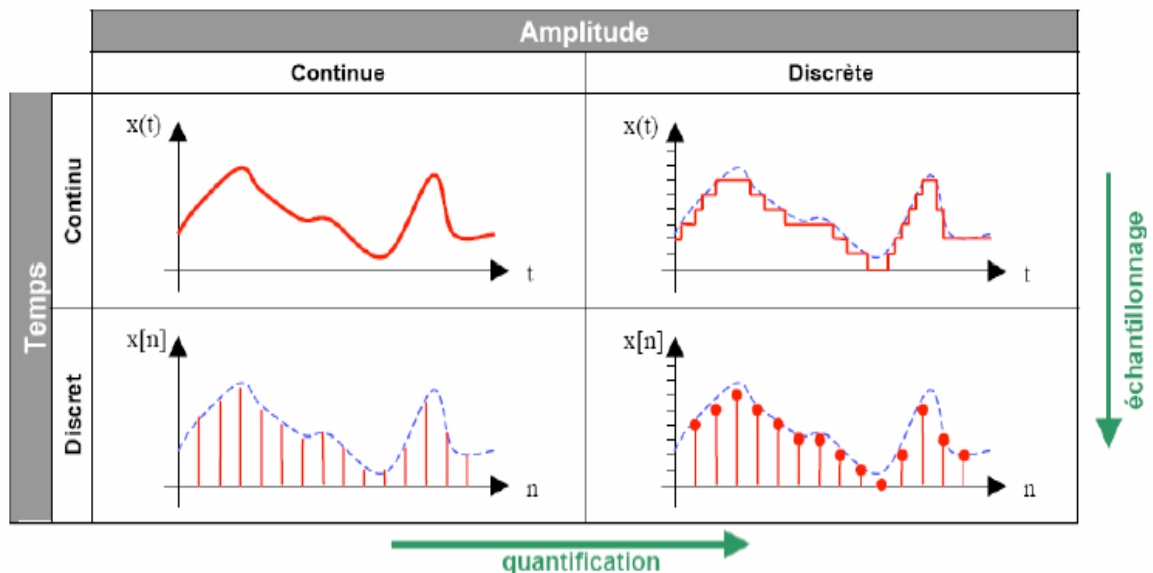 Amplitude
Continue
Discrète
Temps
Continu
x(t)
t
x(t)
t
échantillonnage
Discret
x[n]
n
x[n]
n
quantification